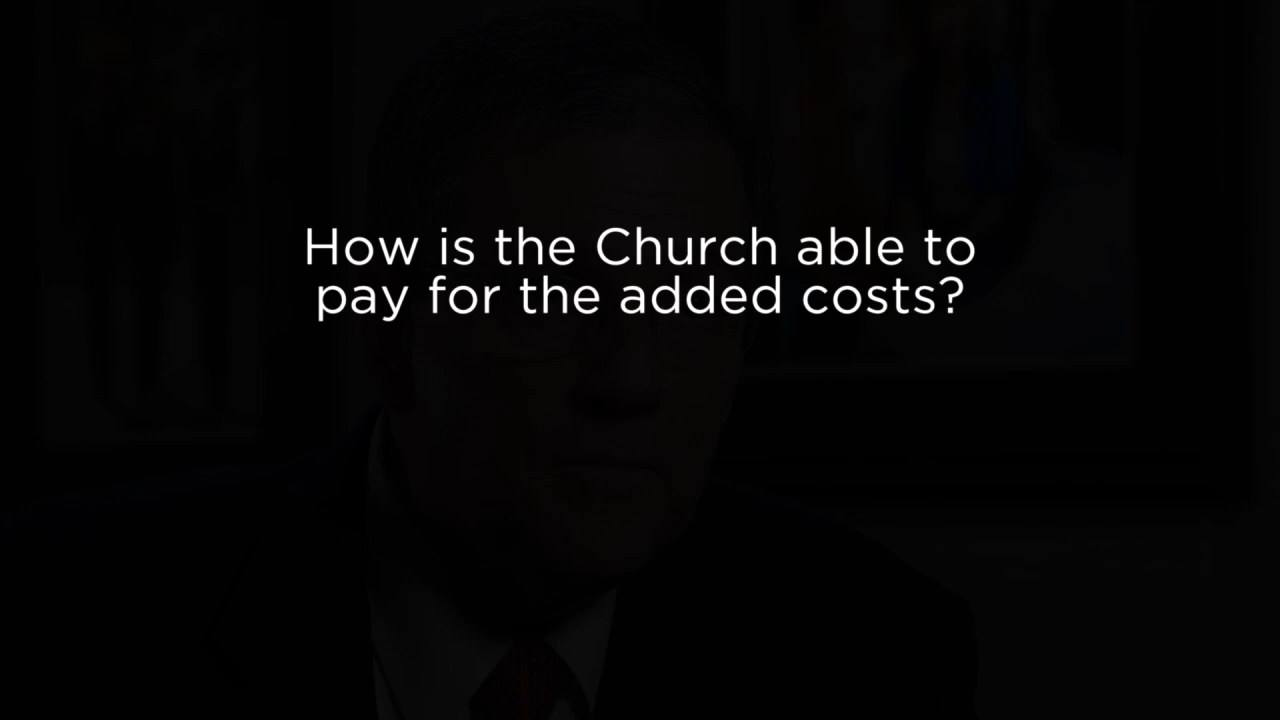 How is the Church able to
pay for the added costs?